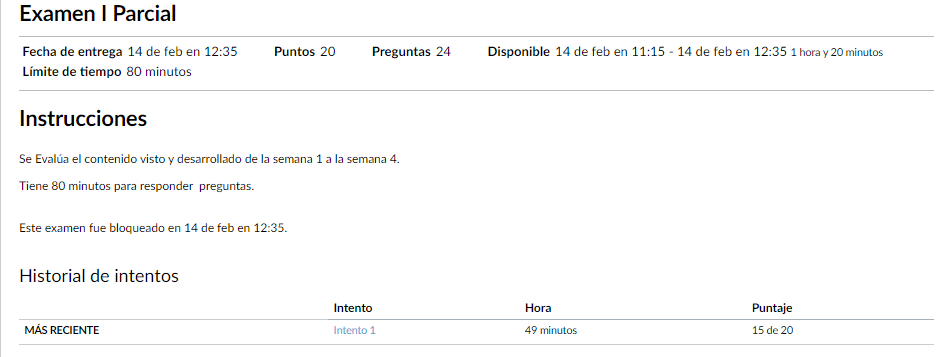 Examen I Parcial
Fecha de entrega 14 de feb en 12:35 Puntos 20 Preguntas 24 Disponible 14 de feb en 11:15 - 14 de feb en 12:35 1 hora y 20 minutos
Límite de tiempo 80 minutos
Instrucciones
Se Evalúa el contenido visto y desarrollado de la semana 1 a la semana 4.
Tiene 80 minutos para responder preguntas.
Este examen fue bloqueado en 14 de feb en 12:35.
Historial de intentos
Intento Hora Puntaje
MÁS RECIENTE Intento 1 49 minutos 15 de 20